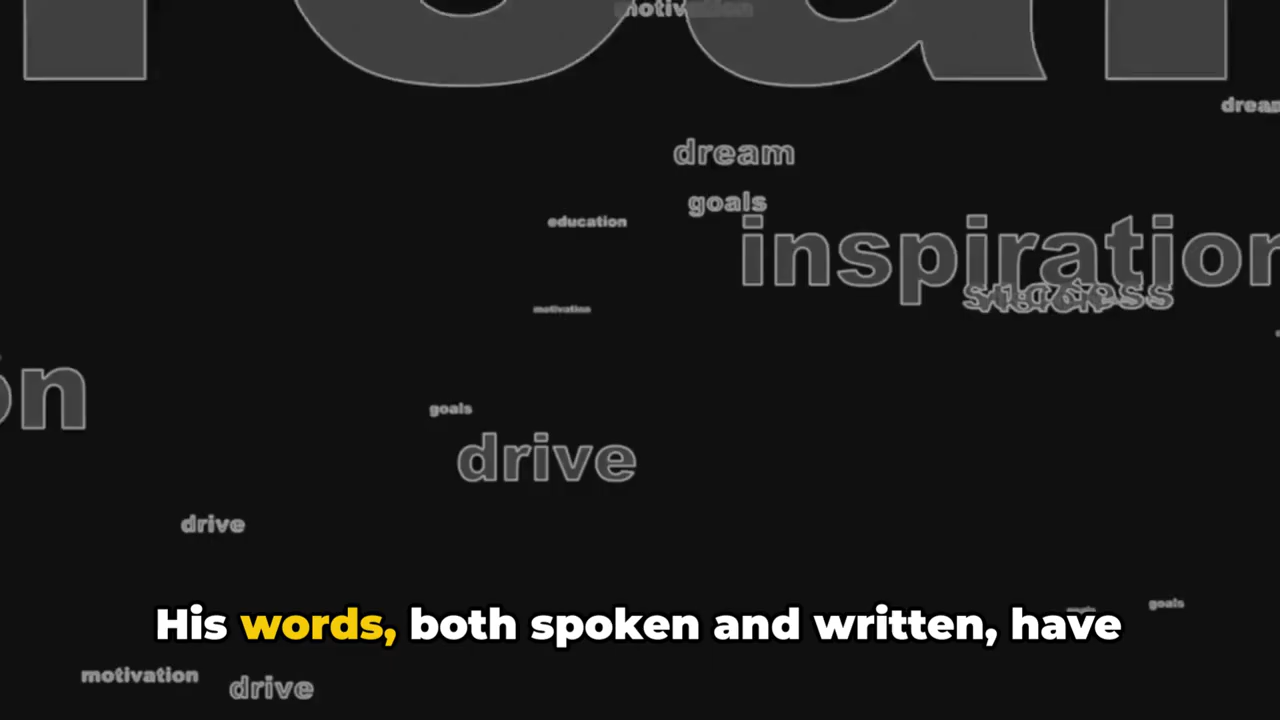 motivation
dream
goals
education
inspiration
success
motivation
goals
drive
drive
His words, both spoken and written, have
goals
motivation
drive